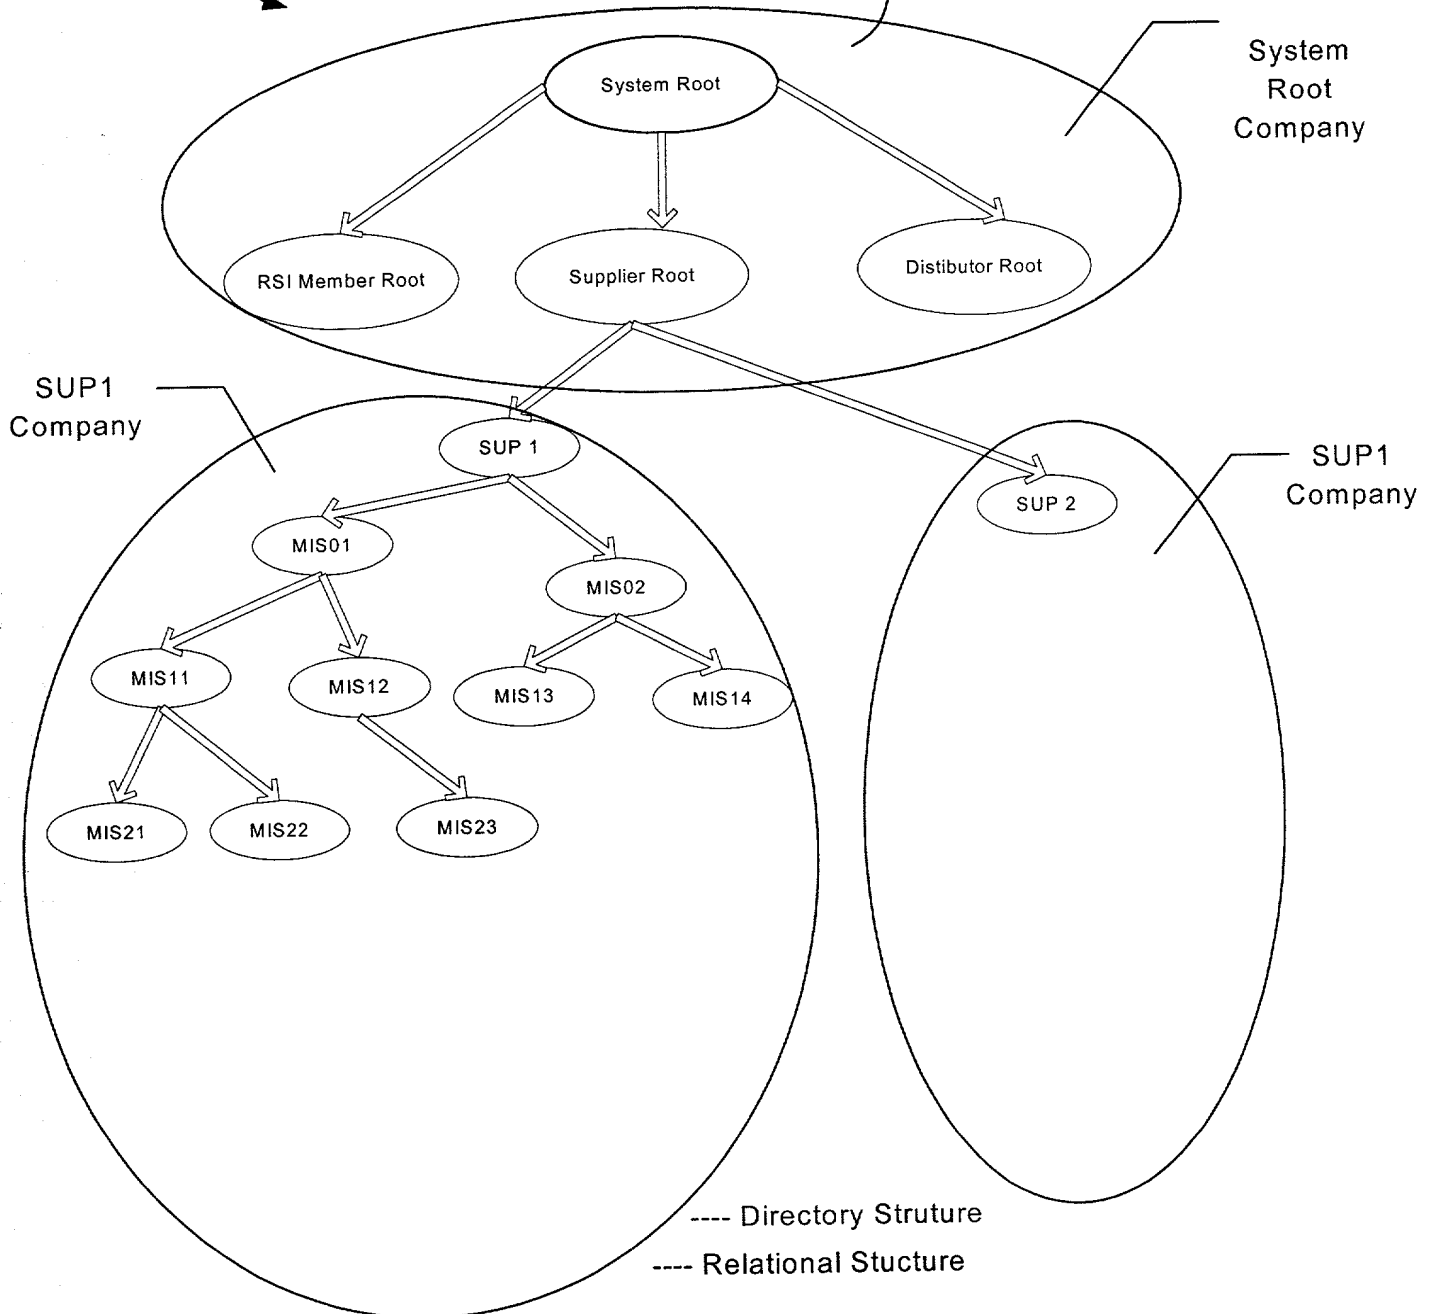 System Root
System
Root
Company
RSI Member Root
Supplier Root
Distibutor Root
SUP1
Company
SUP 1
SUP 2
SUP1
Company
MIS01
MIS02
MIS11
MIS12
MIS13
MIS14
MIS21
MIS22
MIS23
---- Directory Struture
---- Relational Stucture